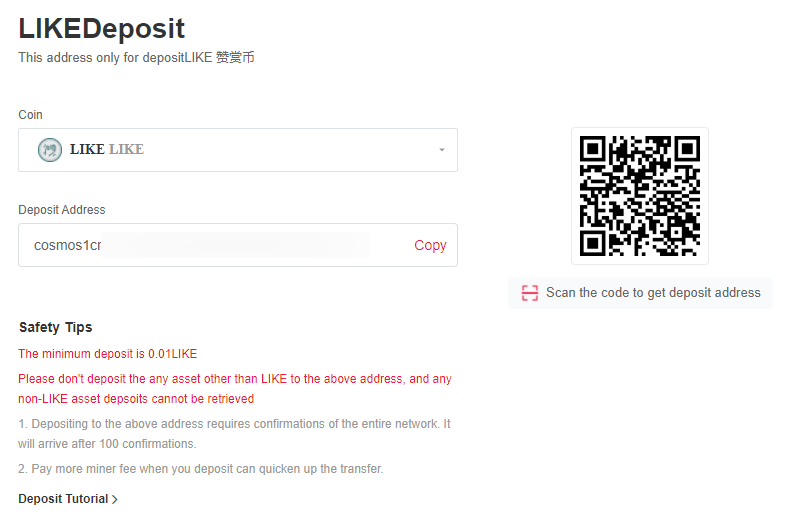 LIKEDeposit
This address only for depositLIKE 赞赏币
Coin
LIKE LIKE
Deposit Address
cosmos1cr
Copy
Scan the code to get deposit address
Safety Tips
The minimum deposit is 0.01LIKE
Please don't deposit the any asset other than LIKE to the above address, and any
non-LIKE asset depsoits cannot be retrieved
1. Depositing to the above address requires confirmations of the entire network. It
will arrive after 100 confirmations.
2. Pay more miner fee when you deposit can quicken up the transfer.
Deposit Tutorial